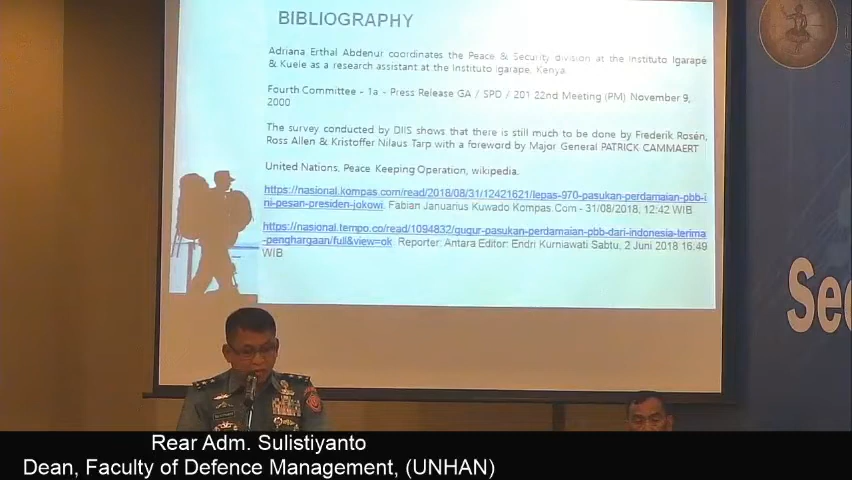 BIBLIOGRAPHY
Adriana Erthal Abdenur coordinates the Peace & Security division at the Instituto Igarapé
& Kuele as a research assistant at the Instituto Igarape, Kenya.
Fourth Committee - 1a - Press Release GA / SPD / 201 22nd Meeting (PM) November 9,
2000
The survey conducted by DIIS shows that there is still much to be done by Frederik Rosén,
Ross Allen & Kristoffer Nilaus Tarp with a foreword by Major General PATRICK CAMMAERT
United Nations, Peace Keeping Operation, wikipedia.
https://nasional.kompas.com/read/2018/08/31/12421621/lepas-970-pasukan-perdamaian-pbb-i
ni-pesan-presiden-jokowi. Fabian Januarius Kuwado Kompas.Com - 31/08/2018, 12:42 WIB
https://nasional.tempo.co/read/1094832/gugur-pasukan-perdamaian-pbb-dari-indonesia-terima
-penghargaan/full&view=ok Reporter: Antara Editor: Endri Kurniawati Sabtu, 2 Juni 2018 16:49
WIB
Rear Adm. Sulistiyanto
Dean, Faculty of Defence Management, (UNHAN)